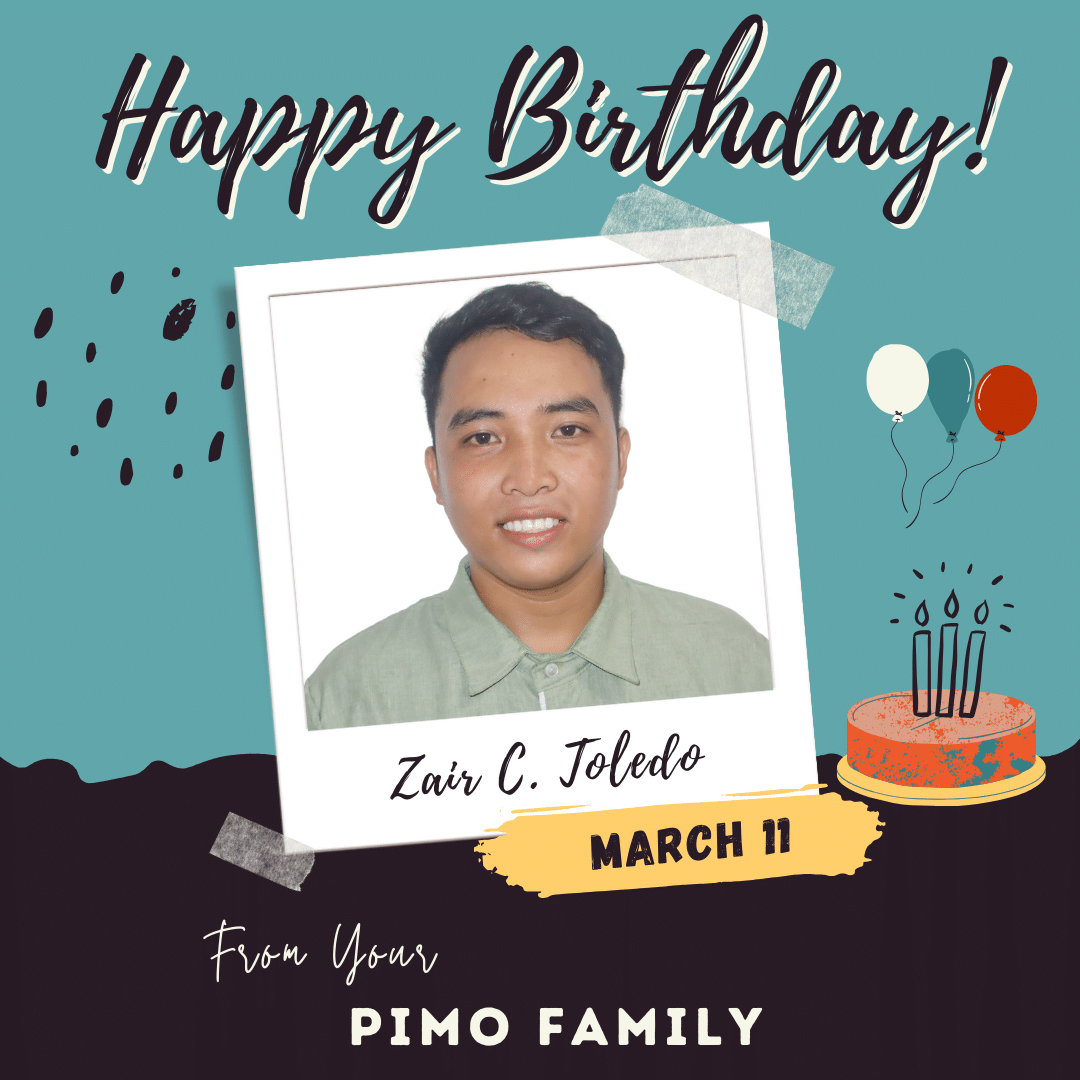 Happy Birthday!
Zair C. Toledo
MARCH 11
From Your
PIMO FAMILY